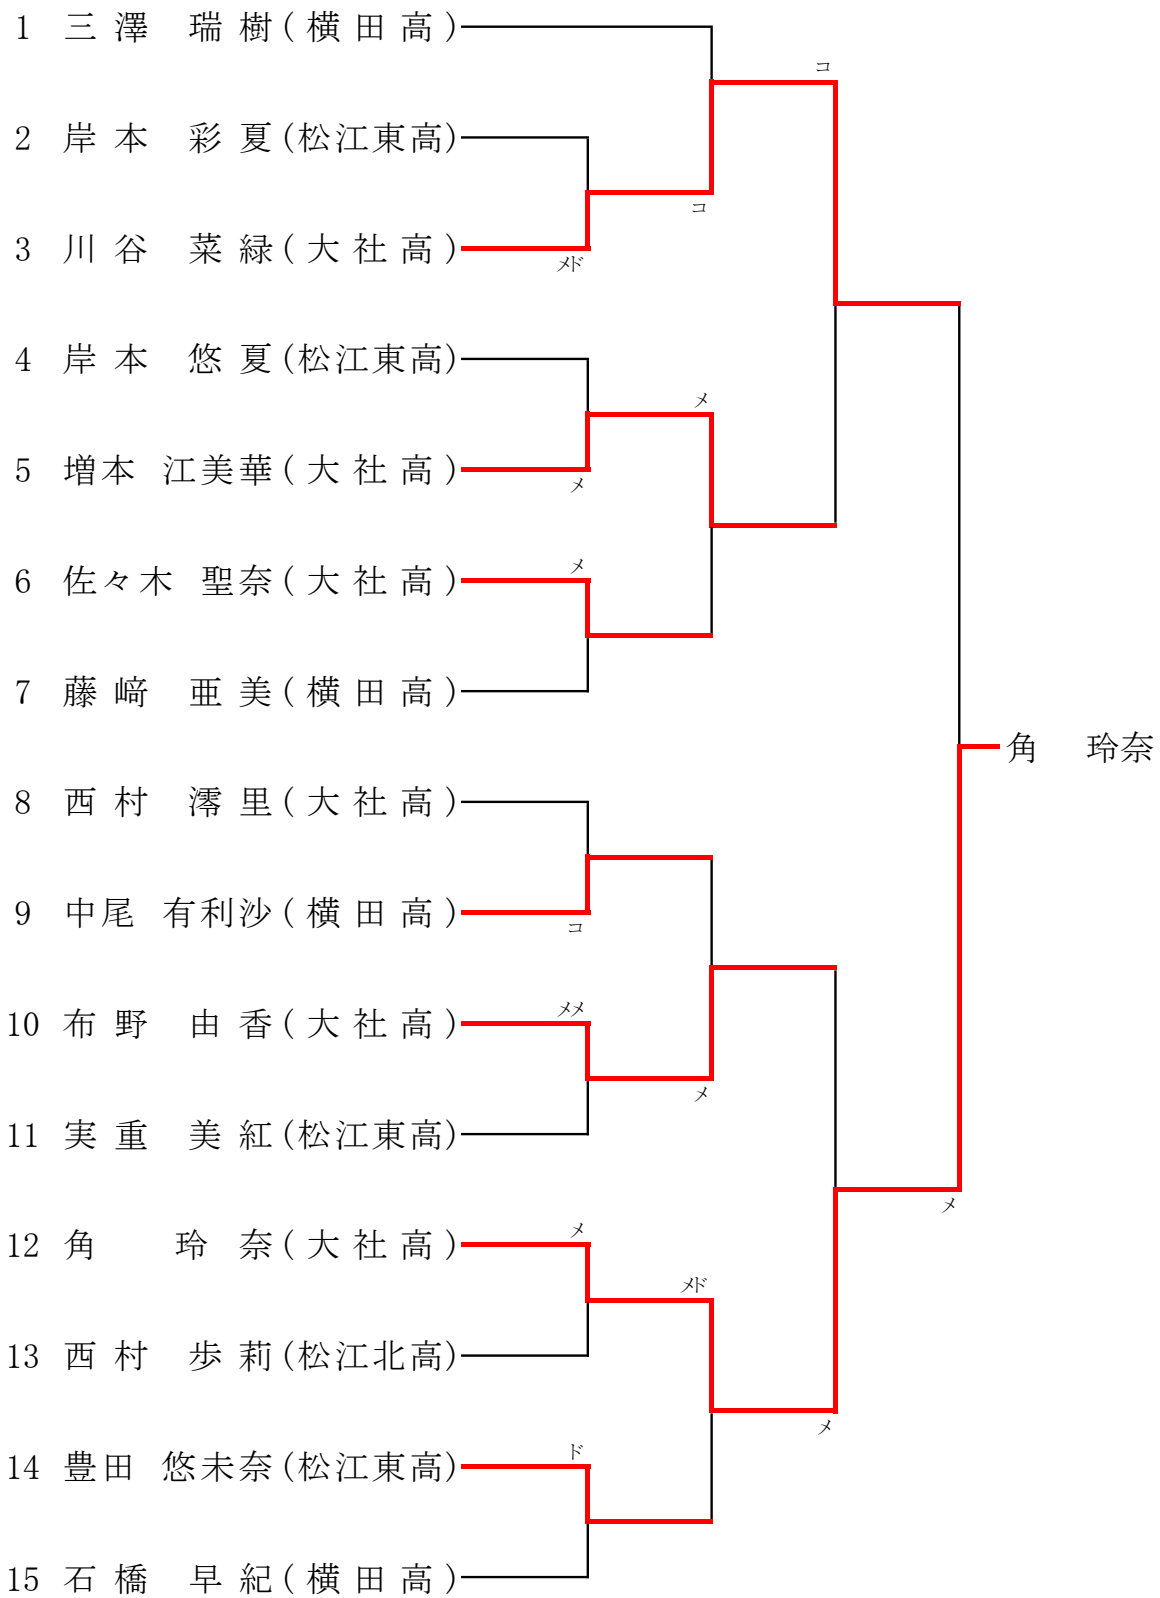 1 三澤 瑞樹(横田高)
コ
2 岸本 彩夏(松江東高)
コ
3 川谷 菜緑(大社高)
メド
4 岸本 悠夏(松江東高)
メ
5 増本 江美華(大社高)
メ
メ
6 佐々木 聖奈(大社高)
7 藤﨑 亜美(横田高)
角 玲奈
8 西村 澪里(大社高)
9 中尾 有利沙(横田高)
コ
メメ
10 布野 由香(大社高)
メ
11 実重 美紅(松江東高)
メ
メ
12 角 玲奈(大社高)
メド
13 西村 歩莉(松江北高)
メ
ド
14 豊田 悠未奈(松江東高)
15 石橋 早紀(横田高)